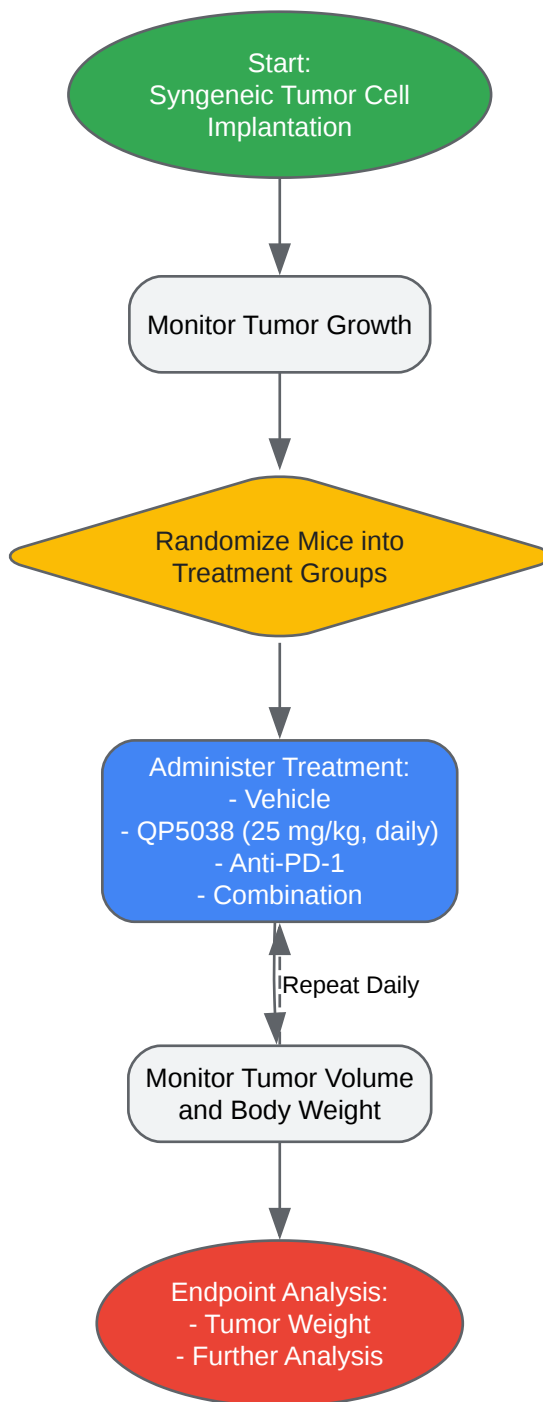 Start:
Syngeneic Tumor Cell
Implantation
Monitor Tumor Growth
Randomize Mice into
Treatment Groups
Administer Treatment:
- Vehicle
- QP5038 (25 mg/kg, daily)
- Anti-PD-1
- Combination
Repeat Daily
Monitor Tumor Volume
and Body Weight
Endpoint Analysis:
- Tumor Weight
- Further Analysis